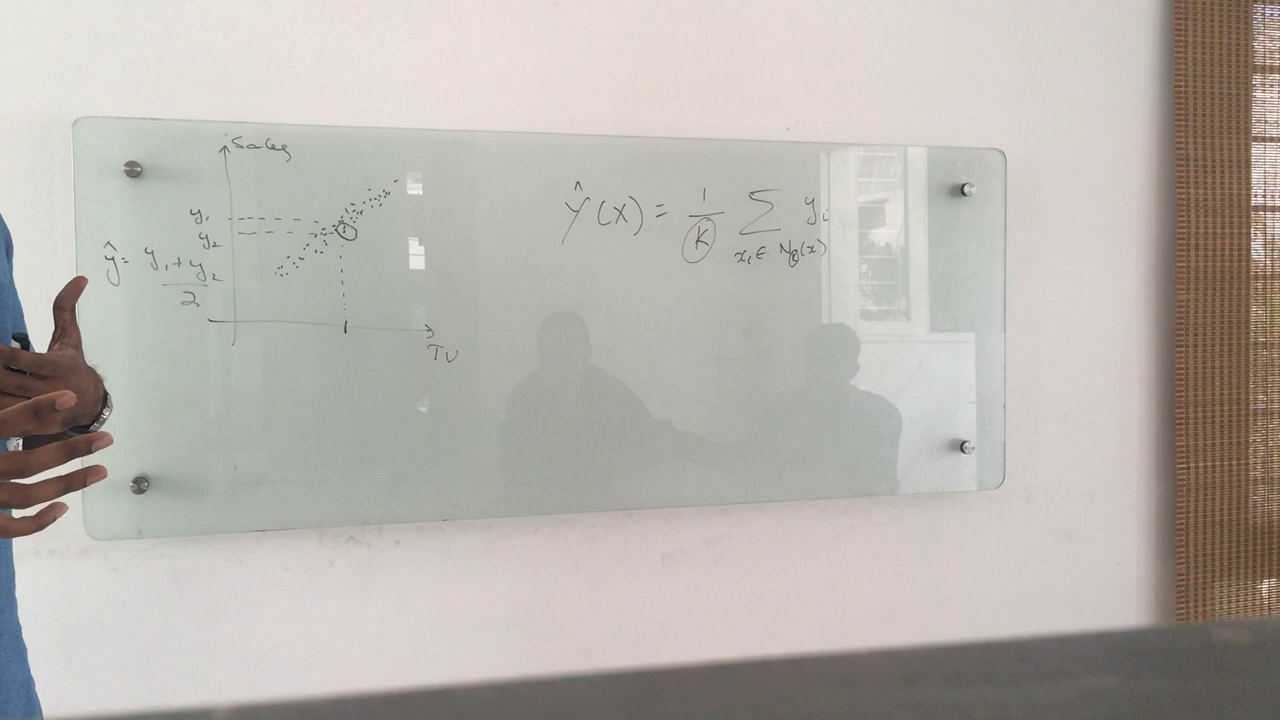 Sales
y₁
y₂
ŷ = y₁ + y₂
2
TV
Ŷ(X) = 1/K ∑ yᵢ
xᵢ ∈ Nₖ(x)